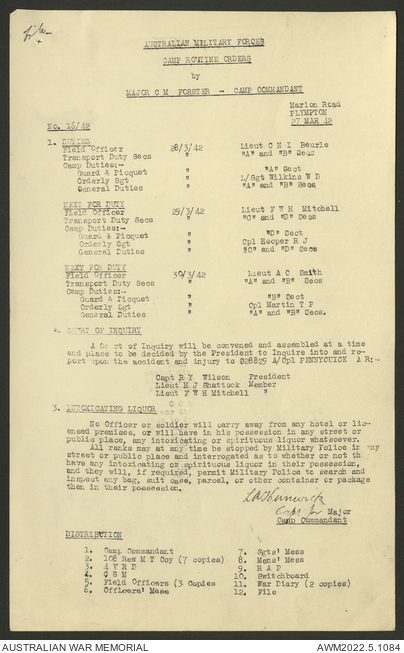 file
AUSTRALIAN MILITARY FORCES
CAMP ROUTINE ORDERS
by
MAJOR C M FORSTER - CAMP COMMANDANT
Marion Road
PLYMPTON
27 MAR 42
No. 16/42
1. DUTIES
Field Officer 28/3/42 Lieut C N I Beurle
Transport Duty Secs " "A" and "B" Secs
Camp Duties:-
Guard & Picquet " "A" Sect
Orderly Sgt " L/Sgt Wilkins W D
General Duties " "A" and "B" Secs
NEXT FOR DUTY
Field Officer 29/3/42 Lieut F W H Mitchell
Transport Duty Secs "C" and "D" Secs
Camp Duties:-
Guard & Picquet " "D" Sect
Orderly Sgt " Cpl Hooper R J
General Duties " "C" and "D" Secs
NEXT FOR DUTY
Field Officer 30/3/42 Lieut A C Smith
Transport Duty Secs " "A" and "B" Secs
Camp Duties:-
Guard & Picquet " "B" Sect
Orderly Sgt " Cpl Martin T P
General Duties " "A" and "B" Secs.
COURT OF INQUIRY
A Court of Inquiry will be convened and assembled at a time
and place to be decided by the President to Inquire into and re-
port upon the accident and injury to A/Cpl PENNYCUICK A R:-
Capt R Y Wilson President
Lieut H J Shattock Member
Lieut F W H Mitchell "
3. INTOXICATING LIQUOR
No Officer or soldier will carry away from any hotel or lic-
ensed premises, or will have in his possession in any street or
public place, any intoxicating or spirituous liquor whatsoever.
All ranks may at any time be stopped by Military Police in any
street or public place and interrogated as to whether or not th
have any intoxicating or spirituous liquor in their possession,
and they will, if required, permit Military Police to search and
inspect any bag, suit case, parcel, or other container or package
then in their possession.
Capt for Major
Camp Commandant
DISTRIBUTION
1. Camp Commandant
2. 108 Res M T Coy (7 copies)
3. 4 V R D
4. C S M
5. Field Officers (3 Copies
6. Officers' Mess
7. Sgts' Mess
8. Mens' Mess
9. R A P
10. Switchboard
11. War Diary (2 copies)
12. File
AUSTRALIAN WAR MEMORIAL AWM2022.5.1084